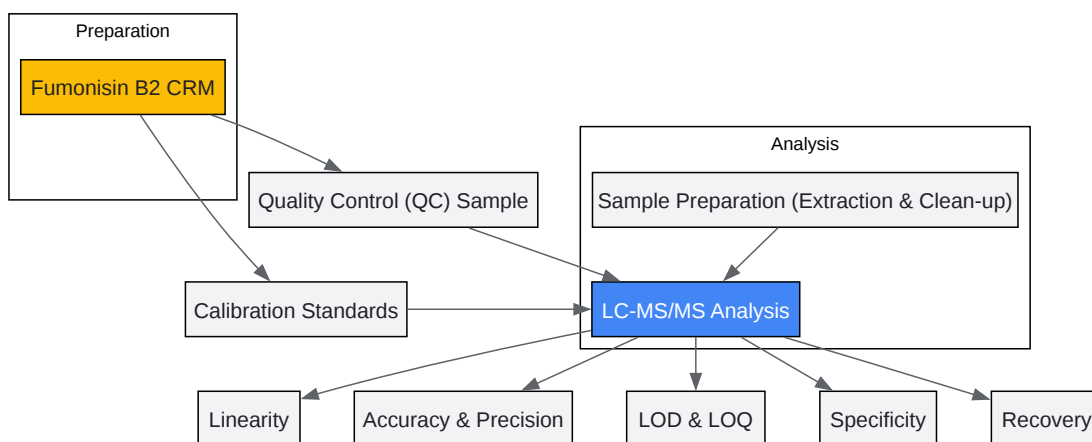 Preparation
Fumonisin B2 CRM
Analysis
Quality Control (QC) Sample
Sample Preparation (Extraction & Clean-up)
Calibration Standards
LC-MS/MS Analysis
Linearity
Accuracy & Precision
LOD & LOQ
Specificity
Recovery